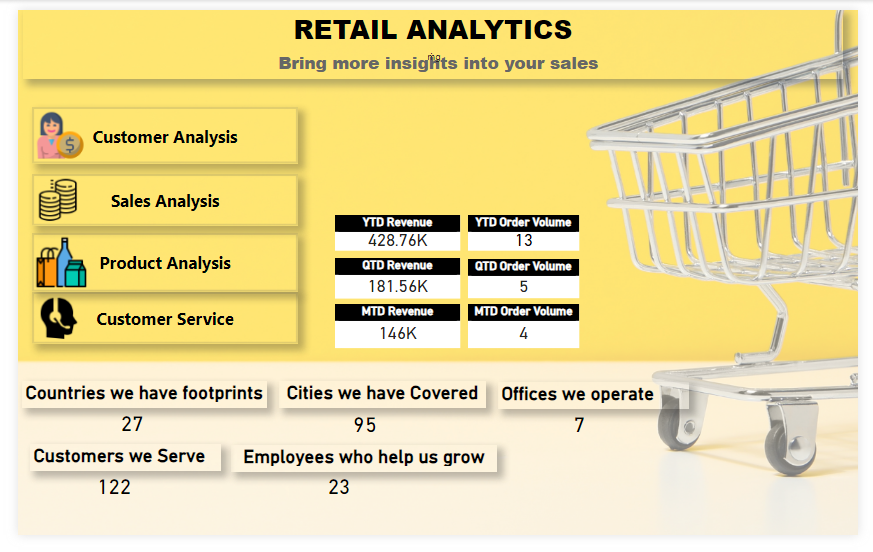 RETAIL ANALYTICS
Bring more insights into your sales
Customer Analysis
Sales Analysis
Product Analysis
Customer Service
YTD Revenue
428.76K
YTD Order Volume
13
QTD Revenue
181.56K
QTD Order Volume
5
MTD Revenue
146K
MTD Order Volume
4
Countries we have footprints
27
Cities we have Covered
95
Offices we operate
7
Customers we Serve
122
Employees who help us grow
23